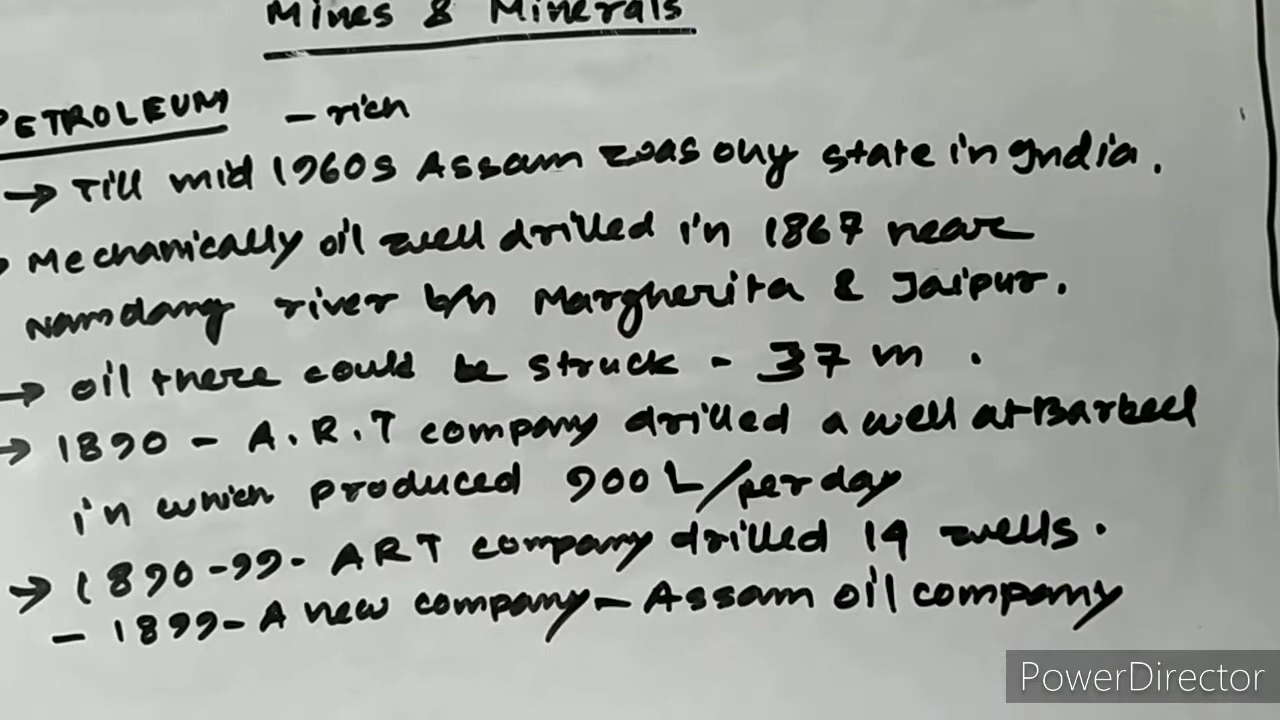 Mines & Minerals
PETROLEUM - rich
→ Till mid 1960s Assam was ony state in India.
Mechanically oil well drilled in 1867 near
Namdang river b/n Margherita & Jaipur.
→ oil there could be struck - 37 m .
→ 1890 - A.R.T company drilled a well at Barbeel
in which produced 900 L/per day
→ 1890-99- ART company drilled 14 wells.
- 1899- A new company - Assam oil company
PowerDirector